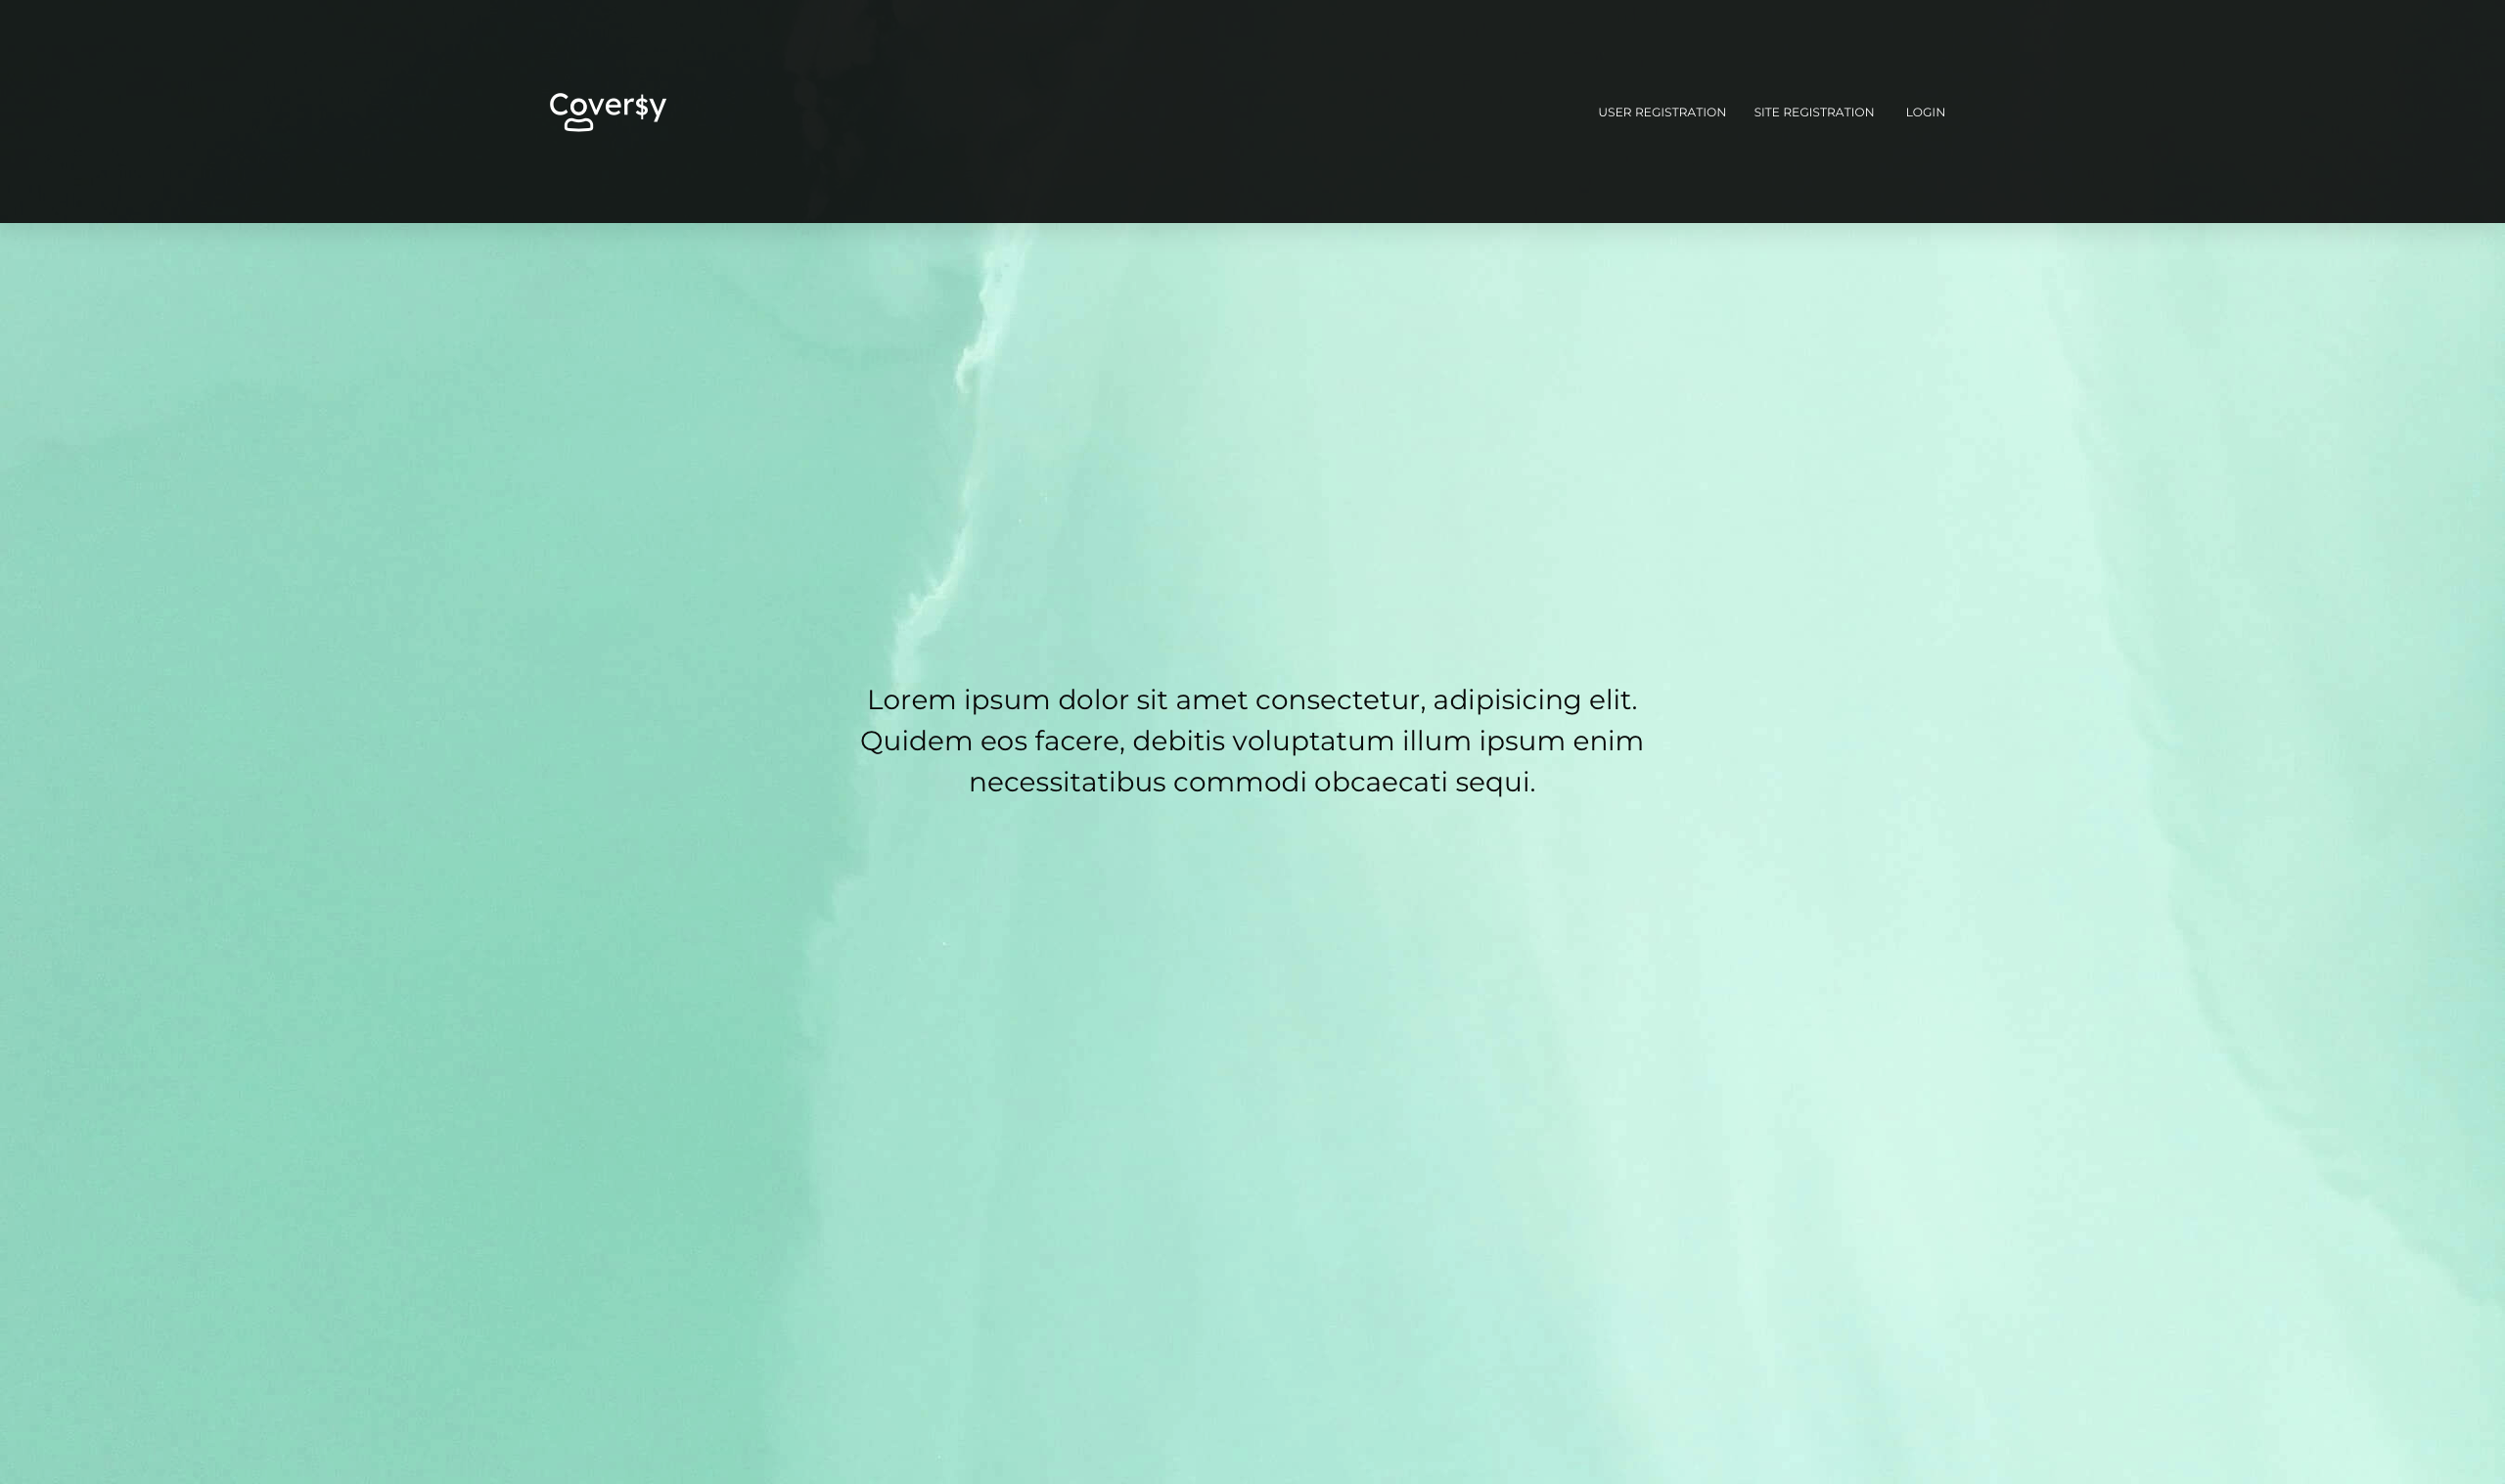 Cover$y
USER REGISTRATION SITE REGISTRATION LOGIN
Lorem ipsum dolor sit amet consectetur, adipisicing elit.
Quidem eos facere, debitis voluptatum illum ipsum enim
necessitatibus commodi obcaecati sequi.